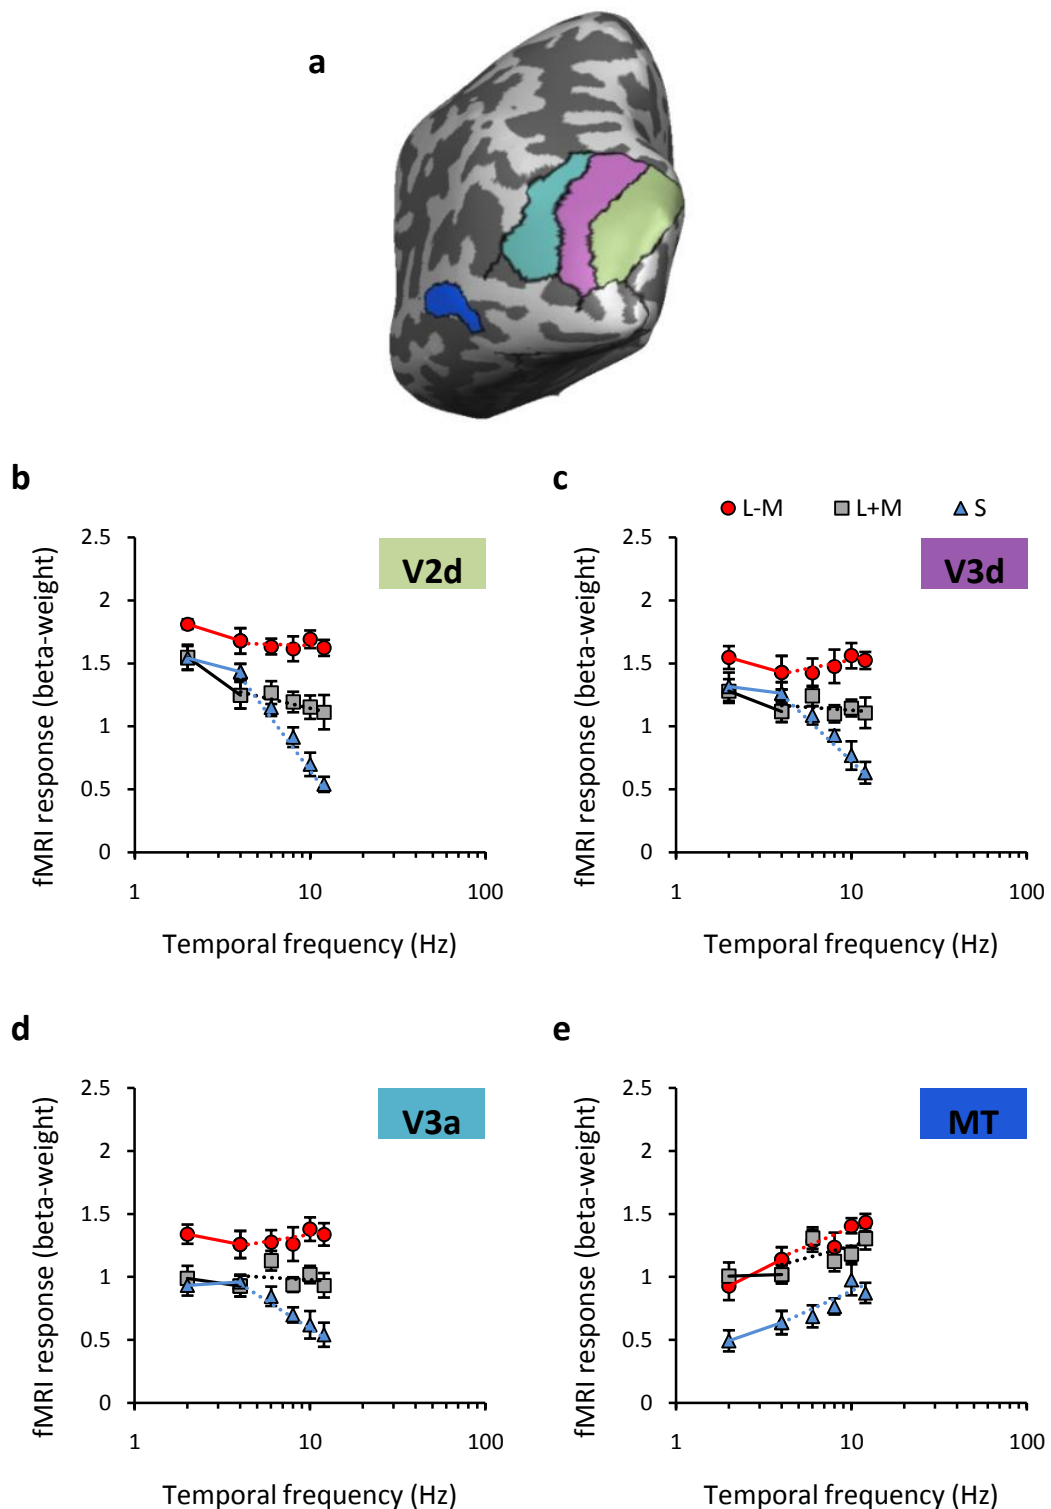 a
b
c
L-M L+M S
V2d
fMRI response (beta-weight)
2.5
2
1.5
1
0.5
0
1 10 100
Temporal frequency (Hz)
V3d
fMRI response (beta-weight)
2.5
2
1.5
1
0.5
0
1 10 100
Temporal frequency (Hz)
d
e
V3a
fMRI response (beta-weight)
2.5
2
1.5
1
0.5
0
1 10 100
Temporal frequency (Hz)
MT
fMRI response (beta-weight)
2.5
2
1.5
1
0.5
0
1 10 100
Temporal frequency (Hz)